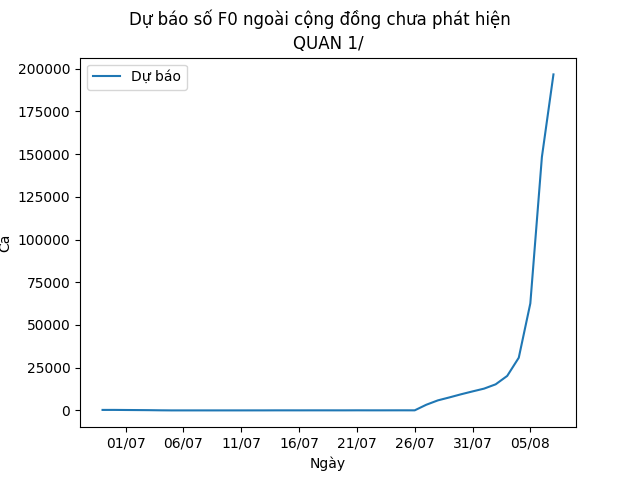 Dự báo số F0 ngoài cộng đồng chưa phát hiện
QUAN 1/
200000
175000
150000
125000
100000
75000
50000
25000
0
Ca
Dự báo
01/07 06/07 11/07 16/07 21/07 26/07 31/07 05/08
Ngày